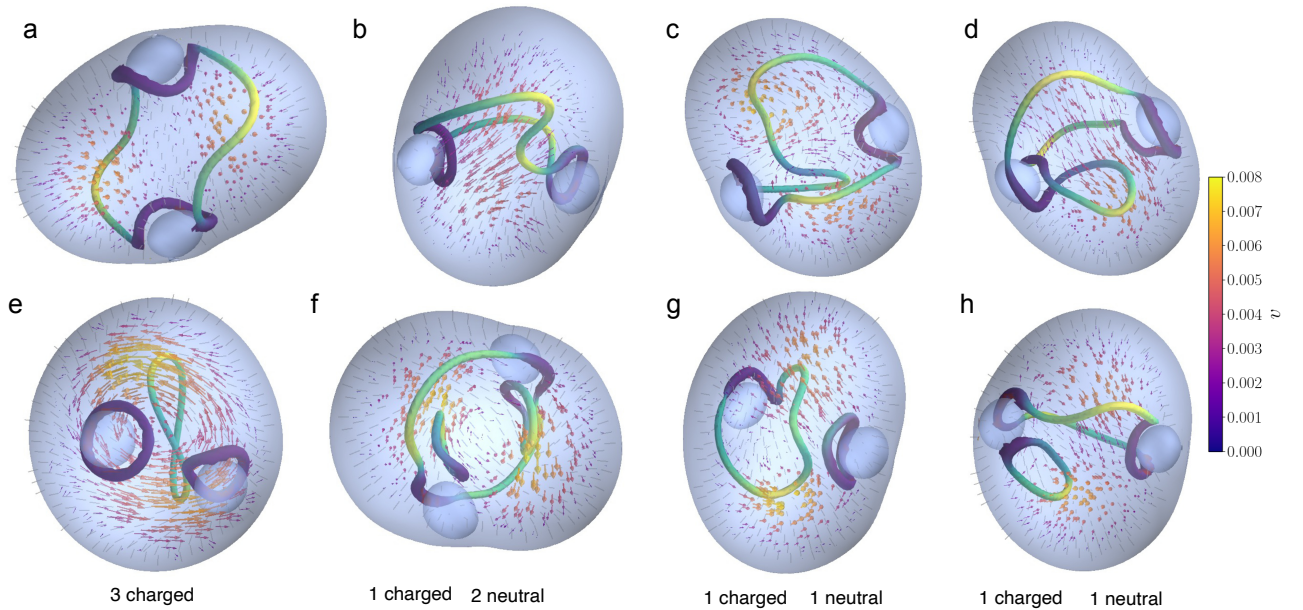 a
b
c
d
0.008
0.007
0.006
0.005
0.004
0.003
0.002
0.001
0.000
v
e
f
g
h
3 charged
1 charged 2 neutral
1 charged 1 neutral
1 charged 1 neutral